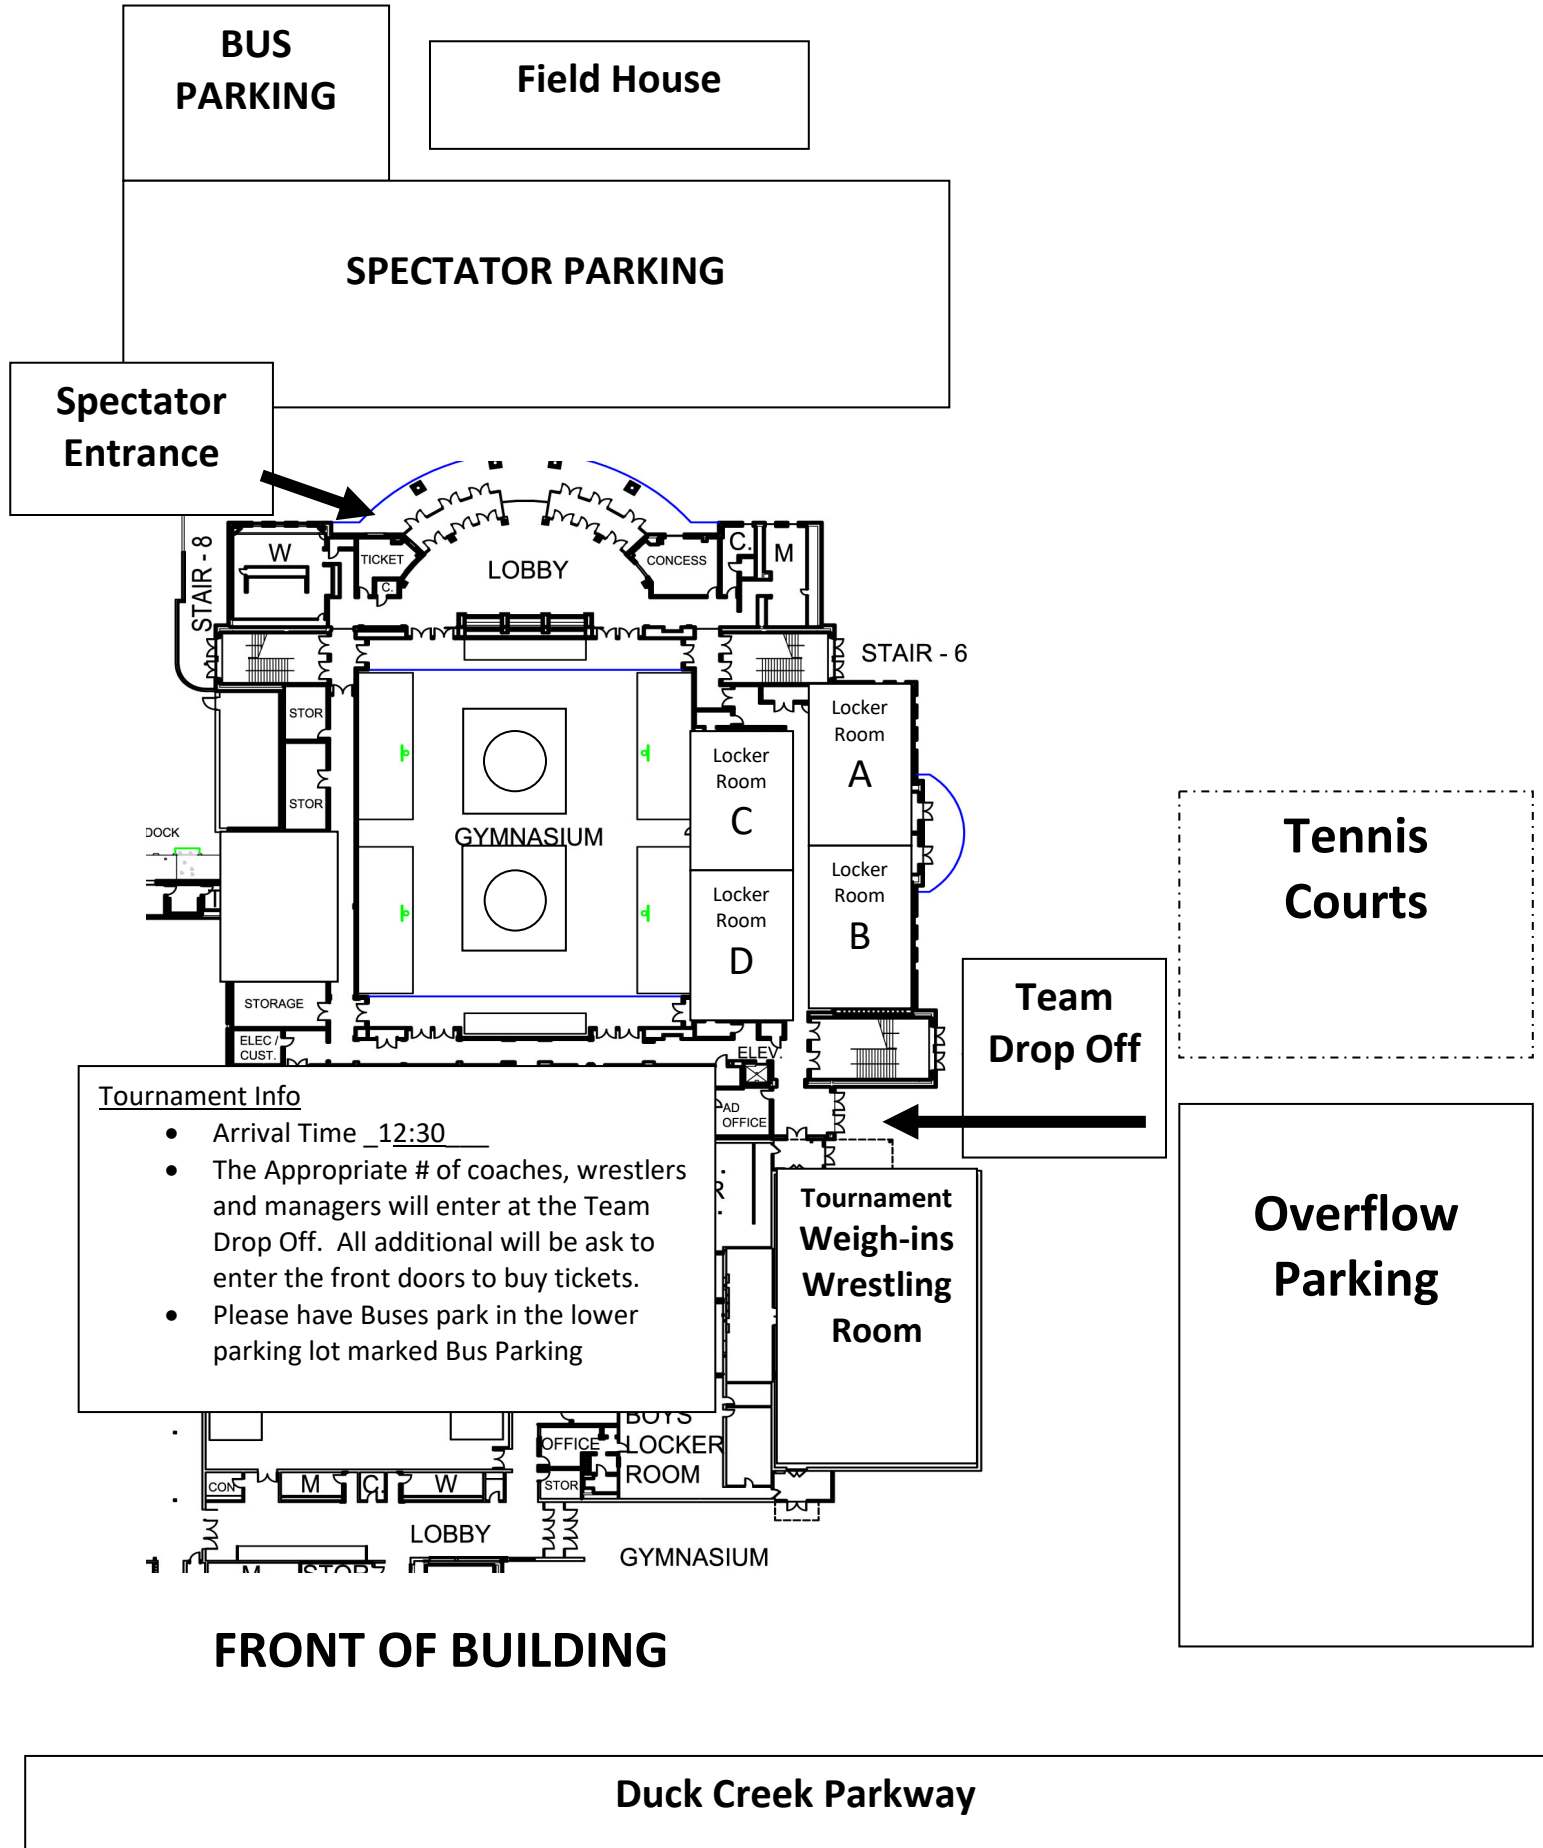 BUS
PARKING
Field House
SPECTATOR PARKING
Spectator
Entrance
STAIR - 8
W
TICKET
C.
LOBBY
CONCESS
C.
M
STAIR - 6
STOR
STOR
Locker
Room
A
Locker
Room
C
GYMNASIUM
DOCK
Locker
Room
B
Locker
Room
D
Tennis
Courts
STORAGE
ELEC /
CUST.
ELEV.
Team
Drop Off
AD
OFFICE
Tournament Info
• Arrival Time _12:30___
• The Appropriate # of coaches, wrestlers
and managers will enter at the Team
Drop Off. All additional will be ask to
enter the front doors to buy tickets.
• Please have Buses park in the lower
parking lot marked Bus Parking
R
Tournament
Weigh-ins
Wrestling
Room
Overflow
Parking
BOYS
LOCKER
ROOM
OFFICE
STOR
CON
M
C.
W
LOBBY
GYMNASIUM
M
STOR
FRONT OF BUILDING
Duck Creek Parkway